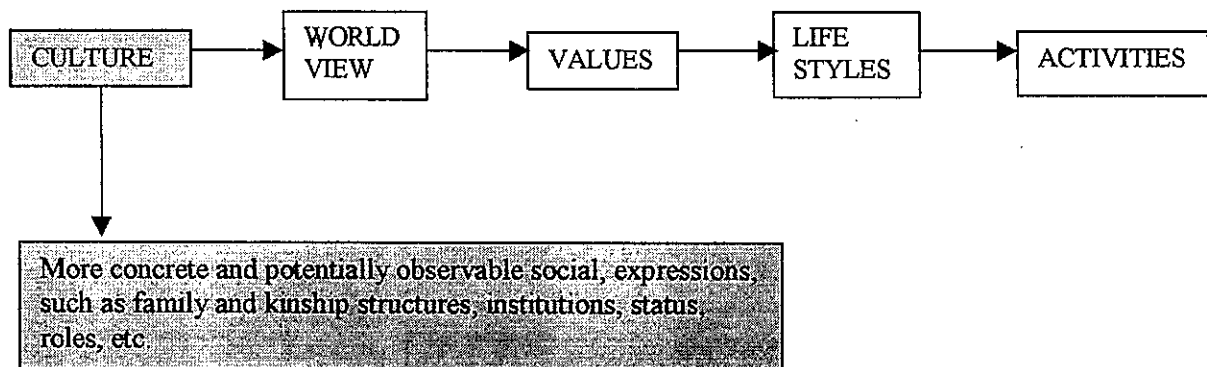 CULTURE
WORLD
VIEW
VALUES
LIFE
STYLES
ACTIVITIES
More concrete and potentially observable social, expressions,
such as family and kinship structures, institutions, status,
roles, etc